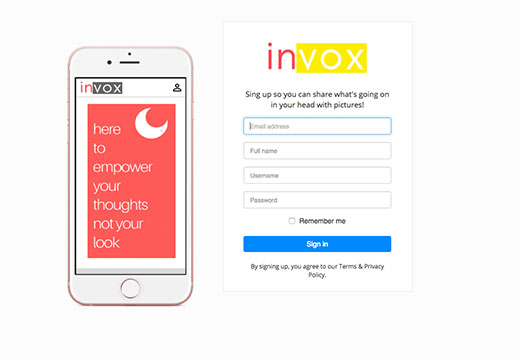 invox
here
to
empower
your
thoughts
not your
look
invox
Sing up so you can share what's going on
in your head with pictures!
Email address
Full name
Username
Password
Remember me
Sign in
By signing up, you agree to our Terms & Privacy
Policy.